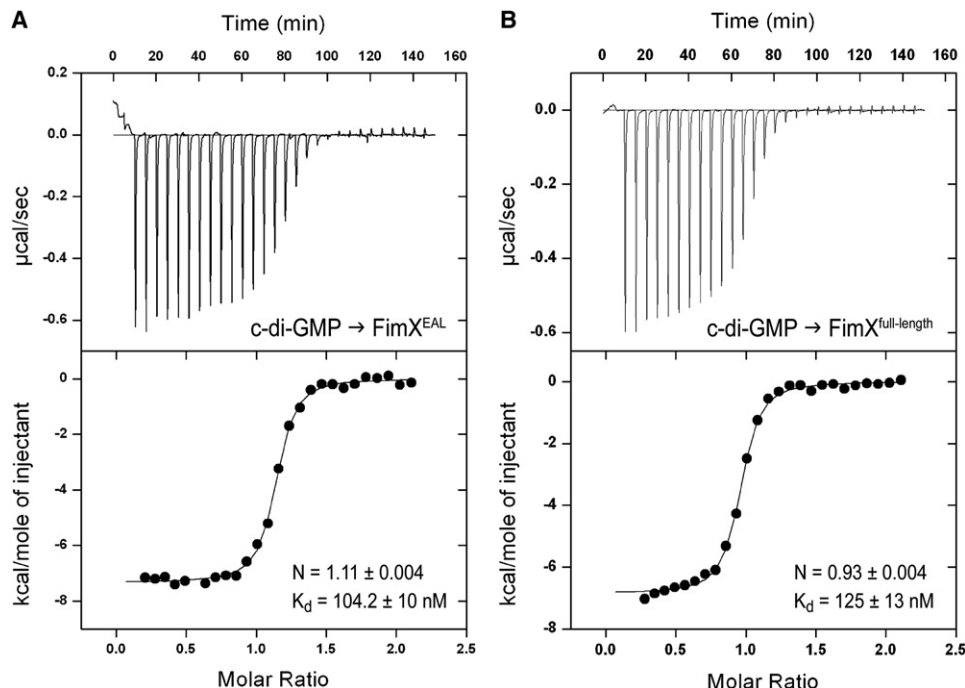 A
Time (min)
0 20 40 60 80 100 120 140 160
0.2
0.0
-0.2
-0.4
-0.6
µcal/sec
c-di-GMP → FimX^EAL
0
-2
-4
-6
-8
kcal/mole of injectant
N = 1.11 ± 0.004
K_d = 104.2 ± 10 nM
0.0 0.5 1.0 1.5 2.0 2.5
Molar Ratio
B
Time (min)
0 20 40 60 80 100 120 140 160
0.0
-0.2
-0.4
-0.6
µcal/sec
c-di-GMP → FimX^full-length
0
-2
-4
-6
-8
kcal/mole of injectant
N = 0.93 ± 0.004
K_d = 125 ± 13 nM
0.0 0.5 1.0 1.5 2.0 2.5
Molar Ratio